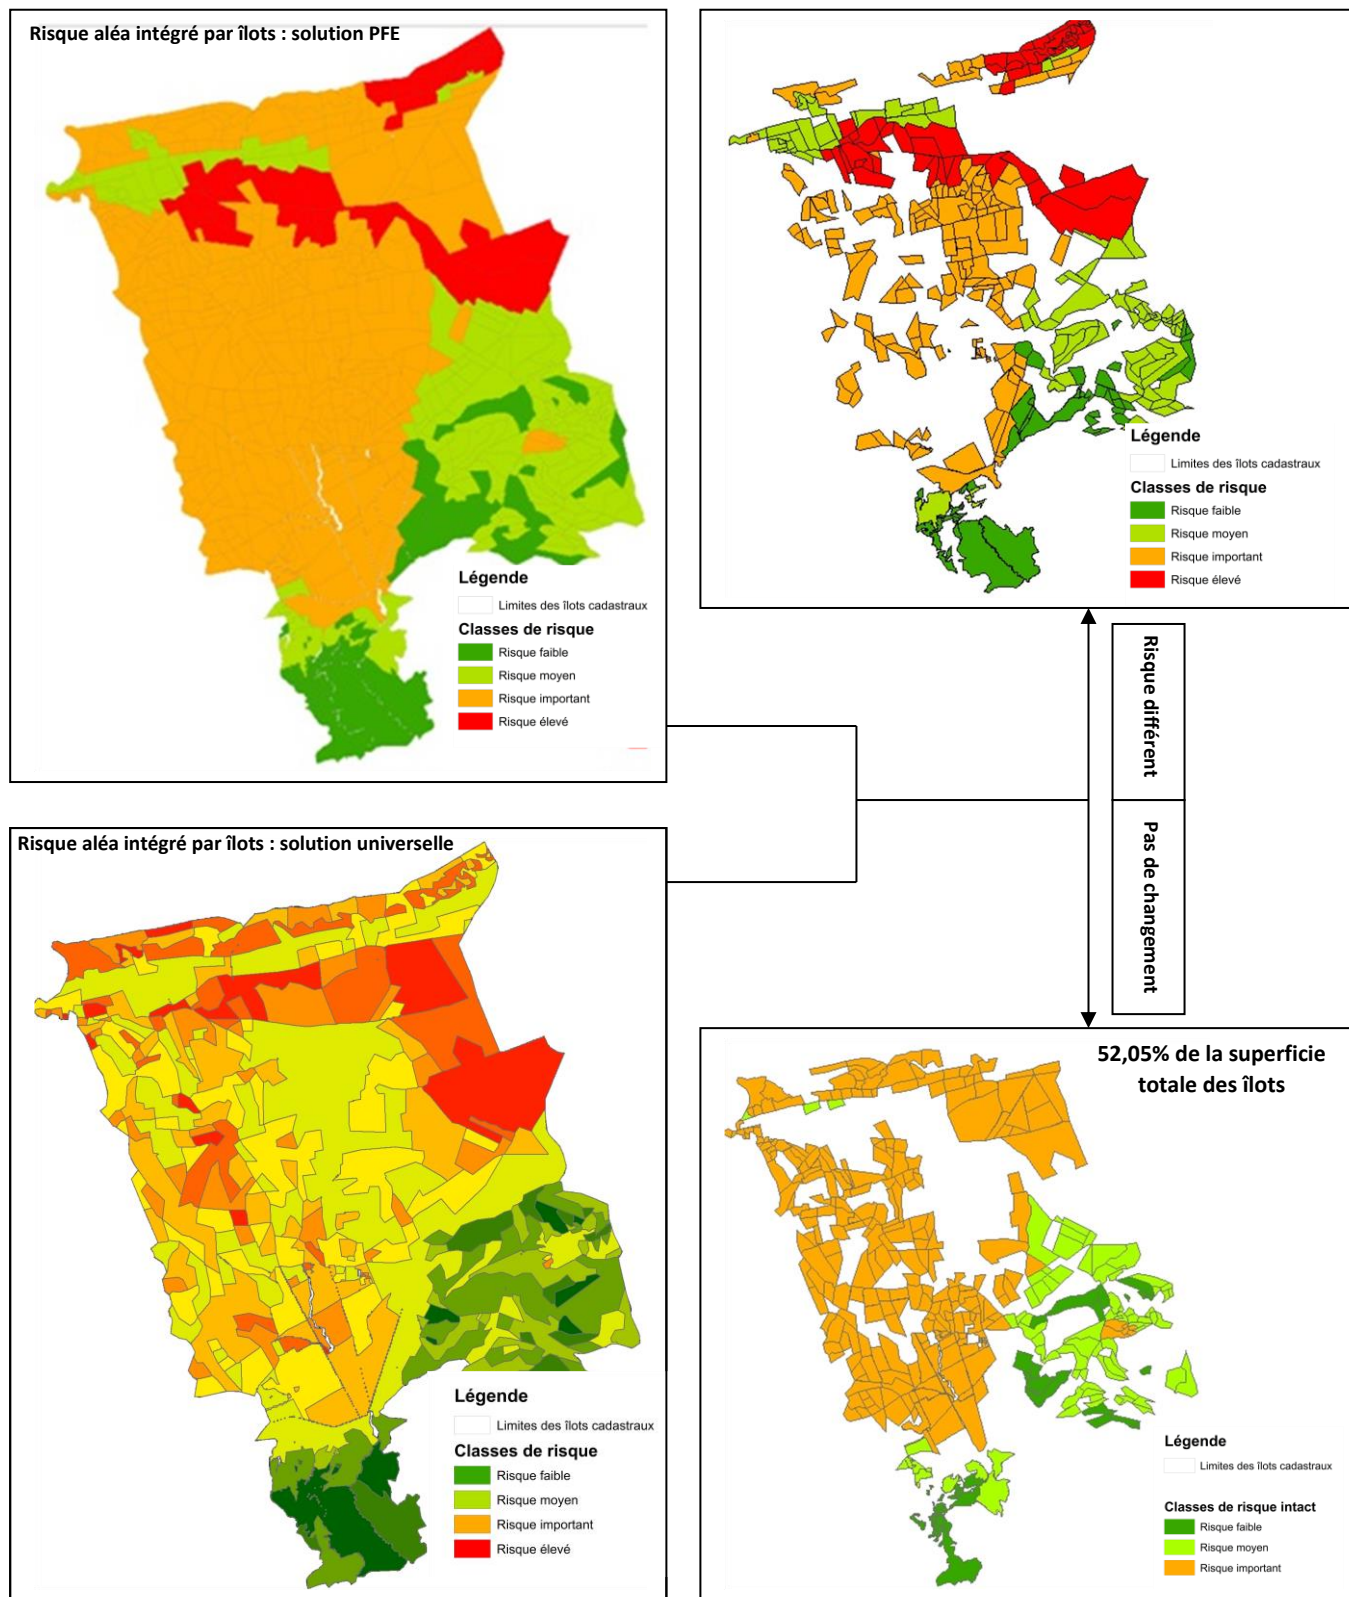 Risque aléa intégré par îlots : solution PFE
Légende
Limites des îlots cadastraux
Classes de risque
Risque faible
Risque moyen
Risque important
Risque élevé
Légende
Limites des îlots cadastraux
Classes de risque
Risque faible
Risque moyen
Risque important
Risque élevé
Risque différent
Pas de changement
Risque aléa intégré par îlots : solution universelle
Légende
Limites des îlots cadastraux
Classes de risque
Risque faible
Risque moyen
Risque important
Risque élevé
52,05% de la superficie
totale des îlots
Légende
Limites des îlots cadastraux
Classes de risque intact
Risque faible
Risque moyen
Risque important